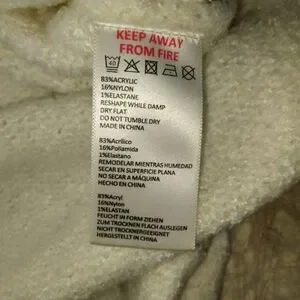 KEEP AWAY
FROM FIRE
40
83%ACRYLIC
16%NYLON
1%ELASTANE
RESHAPE WHILE DAMP
DRY FLAT
DO NOT TUMBLE DRY
MADE IN CHINA
83%Acrílico
16%Poliamida
1%Elastano
REMODELAR MIENTRAS HUMEDAD
SECAR EN SUPERFICIE PLANA
NO SECAR A MÁQUINA
HECHO EN CHINA
83%Acryl
16%Nylon
1%ELASTAN
FEUCHT IN FORM ZIEHEN
ZUM TROCKNEN FLACH AUSLEGEN
NICHT TROCKNERGEEIGNET
HERGESTELLT IN CHINA